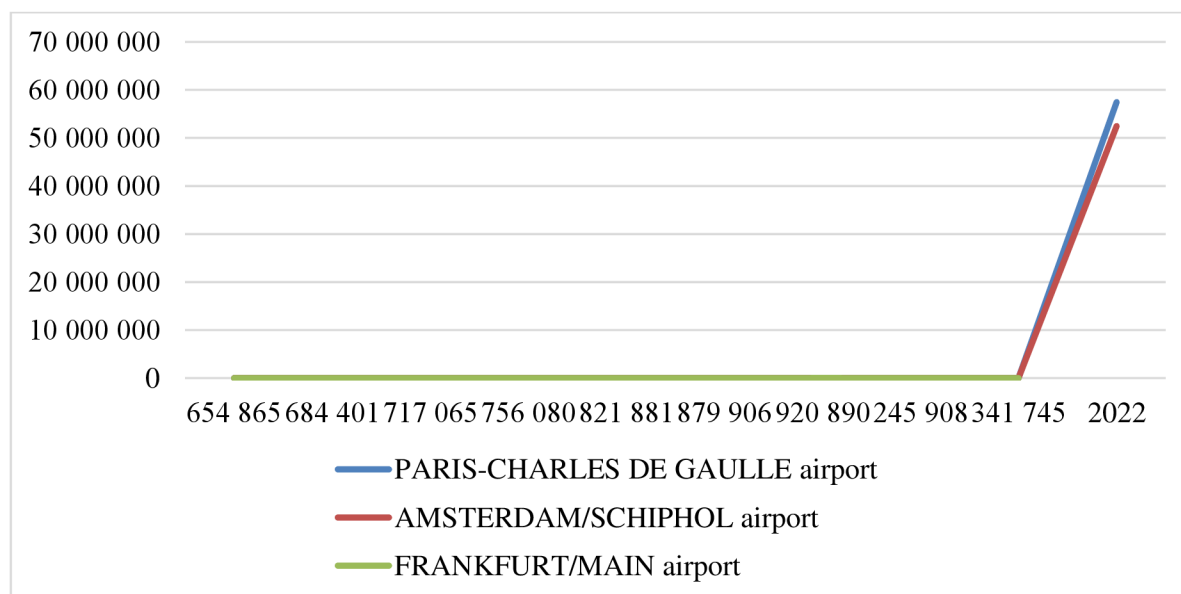 70 000 000
60 000 000
50 000 000
40 000 000
30 000 000
20 000 000
10 000 000
0
654 865 684 401 717 065 756 080 821 881 879 906 920 890 245 908 341 745 2022
PARIS-CHARLES DE GAULLE airport
AMSTERDAM/SCHIPHOL airport
FRANKFURT/MAIN airport